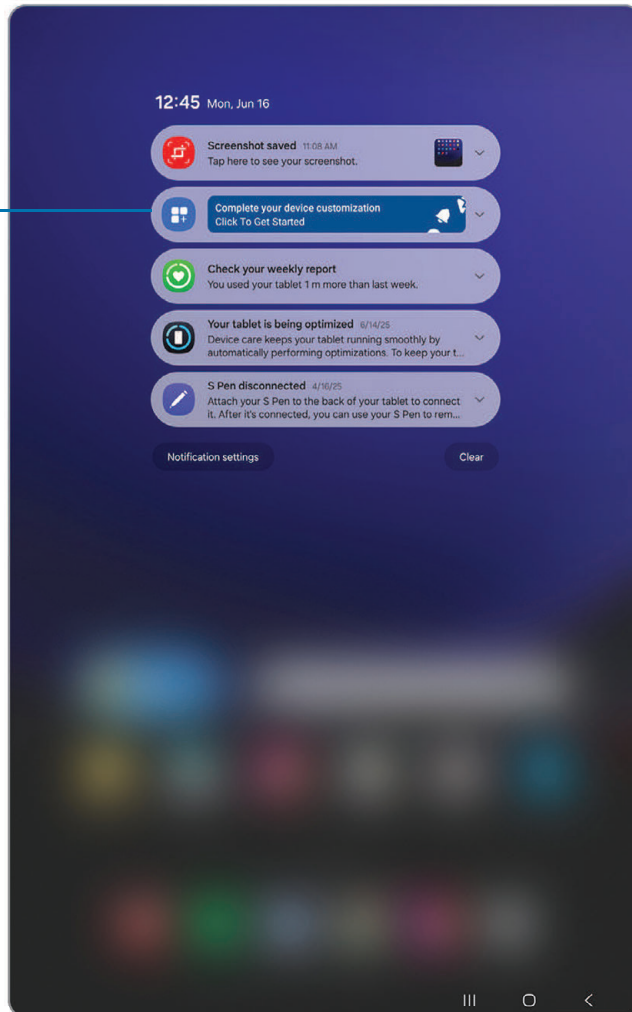 12:45 Mon, Jun 16
Screenshot saved 11:08 AM
Tap here to see your screenshot.
Complete your device customization
Click To Get Started
Check your weekly report
You used your tablet 1 m more than last week.
Your tablet is being optimized 6/14/25
Device care keeps your tablet running smoothly by
automatically performing optimizations. To keep your t...
S Pen disconnected 4/16/25
Attach your S Pen to the back of your tablet to connect
it. After it's connected, you can use your S Pen to rem...
Notification settings
Clear